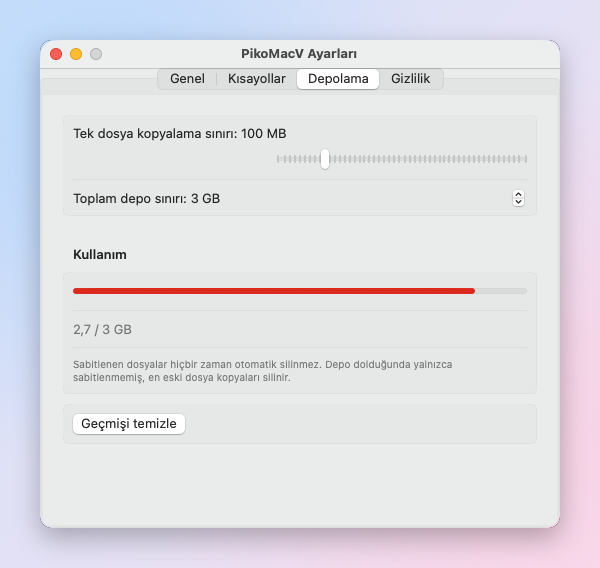 PikoMacV Ayarları
Genel
Kısayollar
Depolama
Gizlilik
Tek dosya kopyalama sınırı: 100 MB
Toplam depo sınırı: 3 GB
Kullanım
2,7 / 3 GB
Sabitlenen dosyalar hiçbir zaman otomatik silinmez. Depo dolduğunda yalnızca
sabitlenmemiş, en eski dosya kopyaları silinir.
Geçmişi temizle